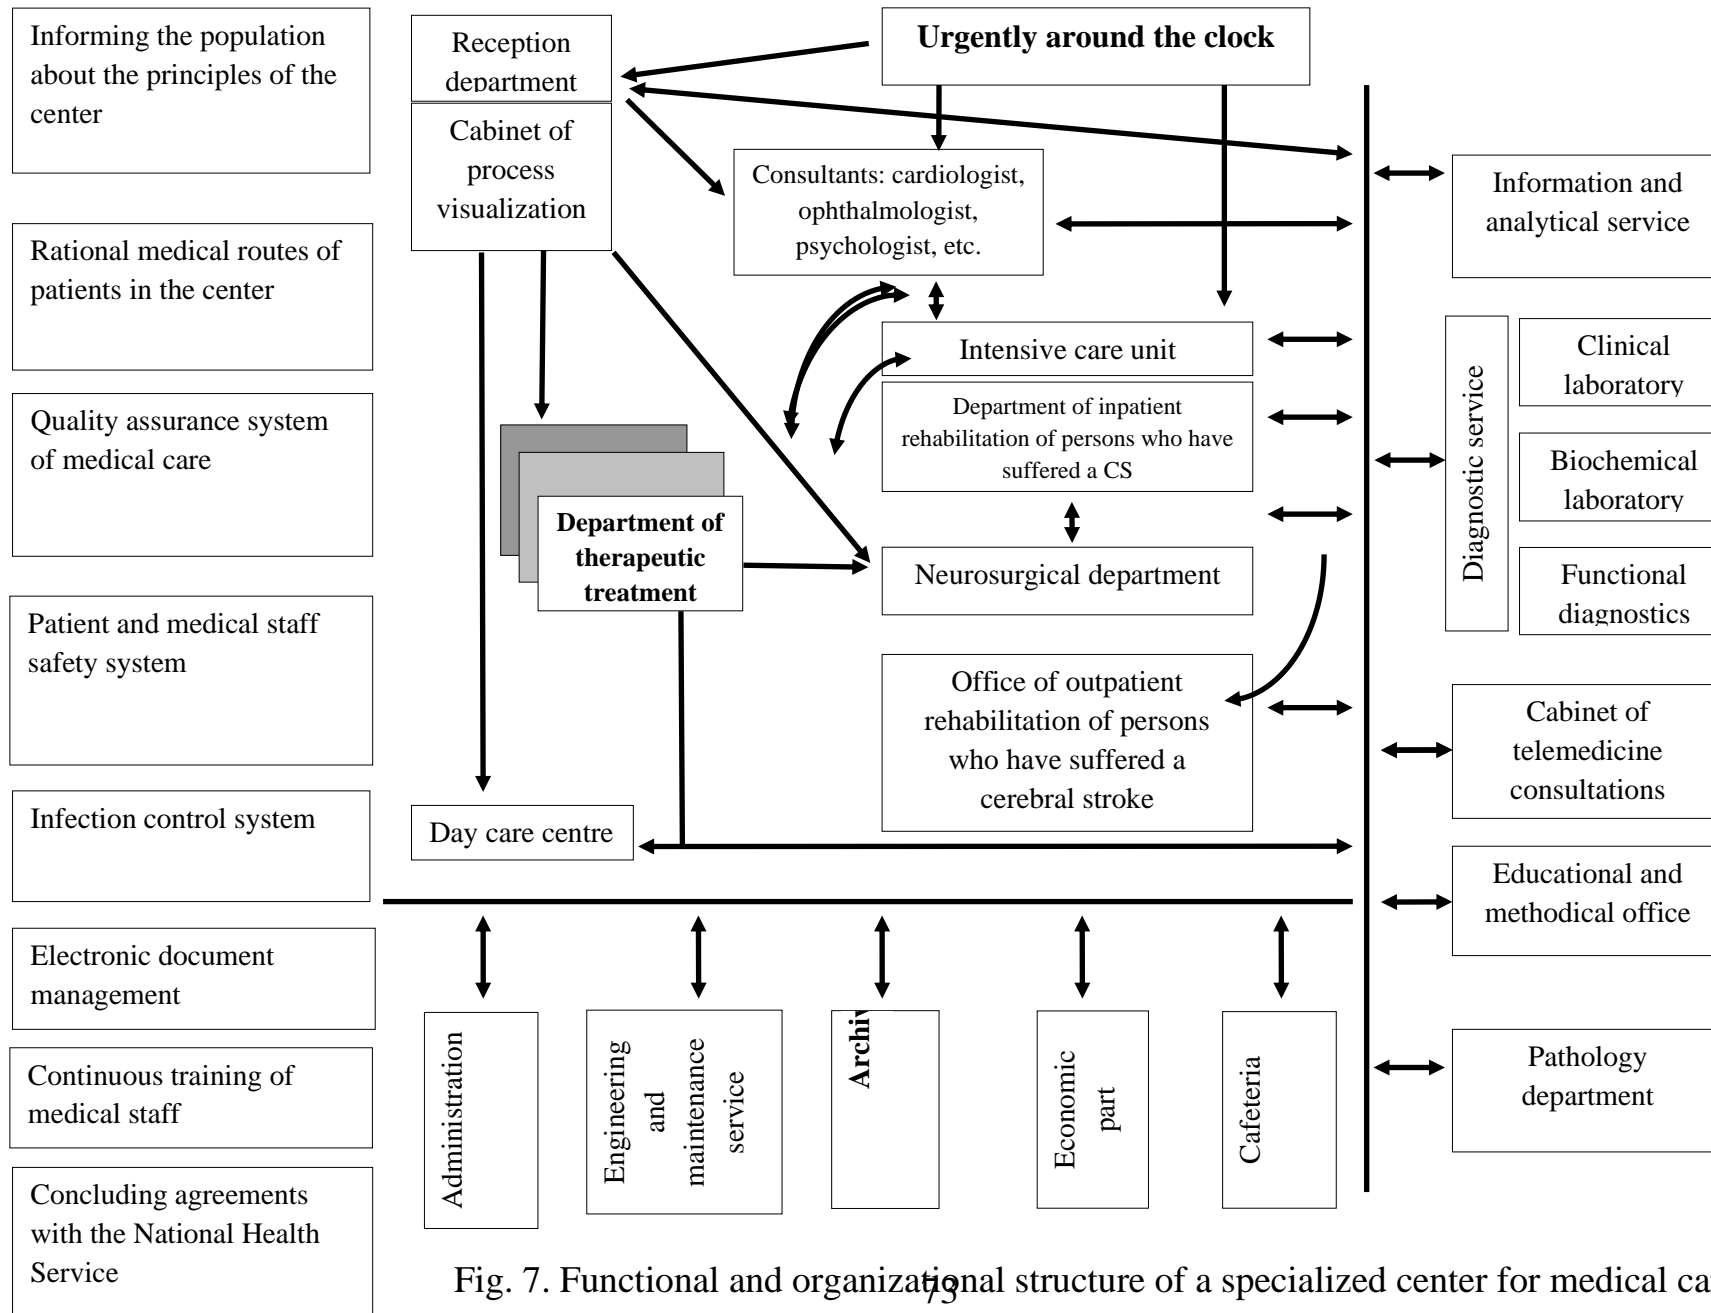 Informing the population
about the principles of the
center
Rational medical routes of
patients in the center
Quality assurance system
of medical care
Patient and medical staff
safety system
Infection control system
Electronic document
management
Continuous training of
medical staff
Concluding agreements
with the National Health
Service
Reception
department
Cabinet of
process
visualization
Urgently around the clock
Consultants: cardiologist,
ophthalmologist,
psychologist, etc.
Intensive care unit
Department of inpatient
rehabilitation of persons who have
suffered a CS
Department of
therapeutic
treatment
Neurosurgical department
Office of outpatient
rehabilitation of persons
who have suffered a
cerebral stroke
Day care centre
Information and
analytical service
Diagnostic service
Clinical
laboratory
Biochemical
laboratory
Functional
diagnostics
Cabinet of
telemedicine
consultations
Educational and
methodical office
Pathology
department
Administration
Engineering
and
maintenance
service
Archiv
Economic
part
Cafeteria
Fig. 7. Functional and organizational structure of a specialized center for medical ca
73